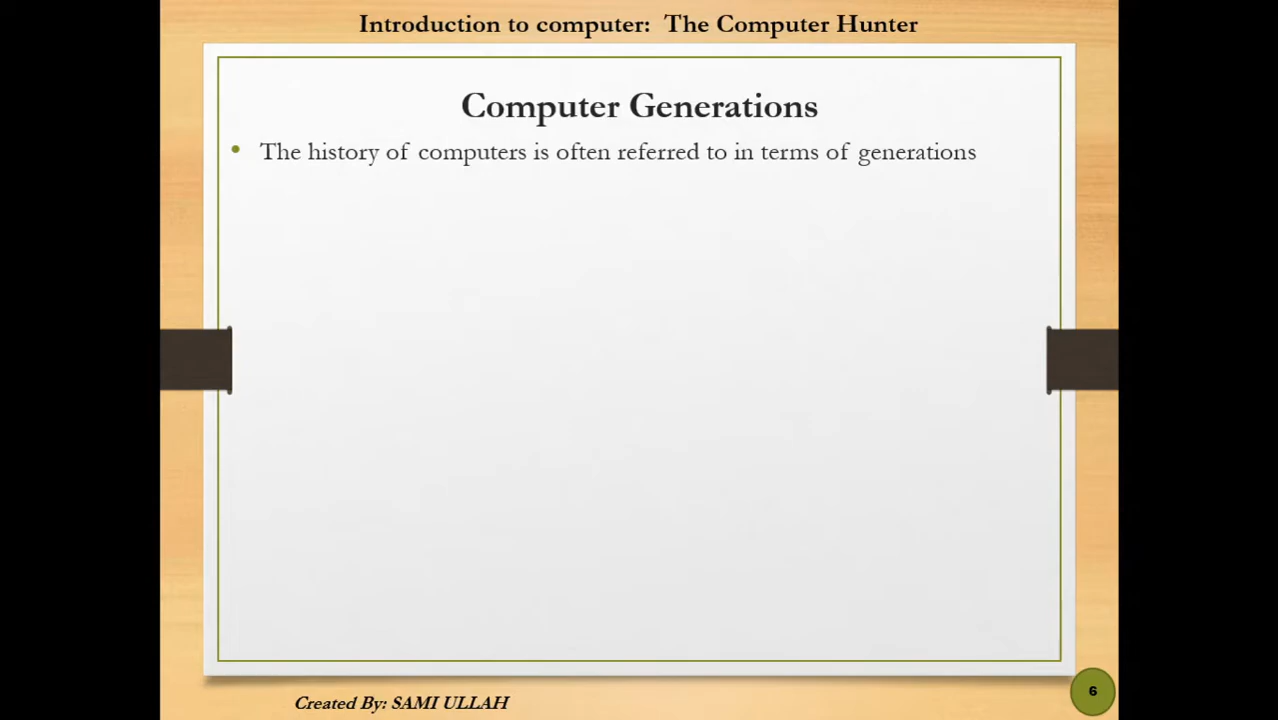 Introduction to computer: The Computer Hunter
Computer Generations
• The history of computers is often referred to in terms of generations
Created By: SAMI ULLAH
6